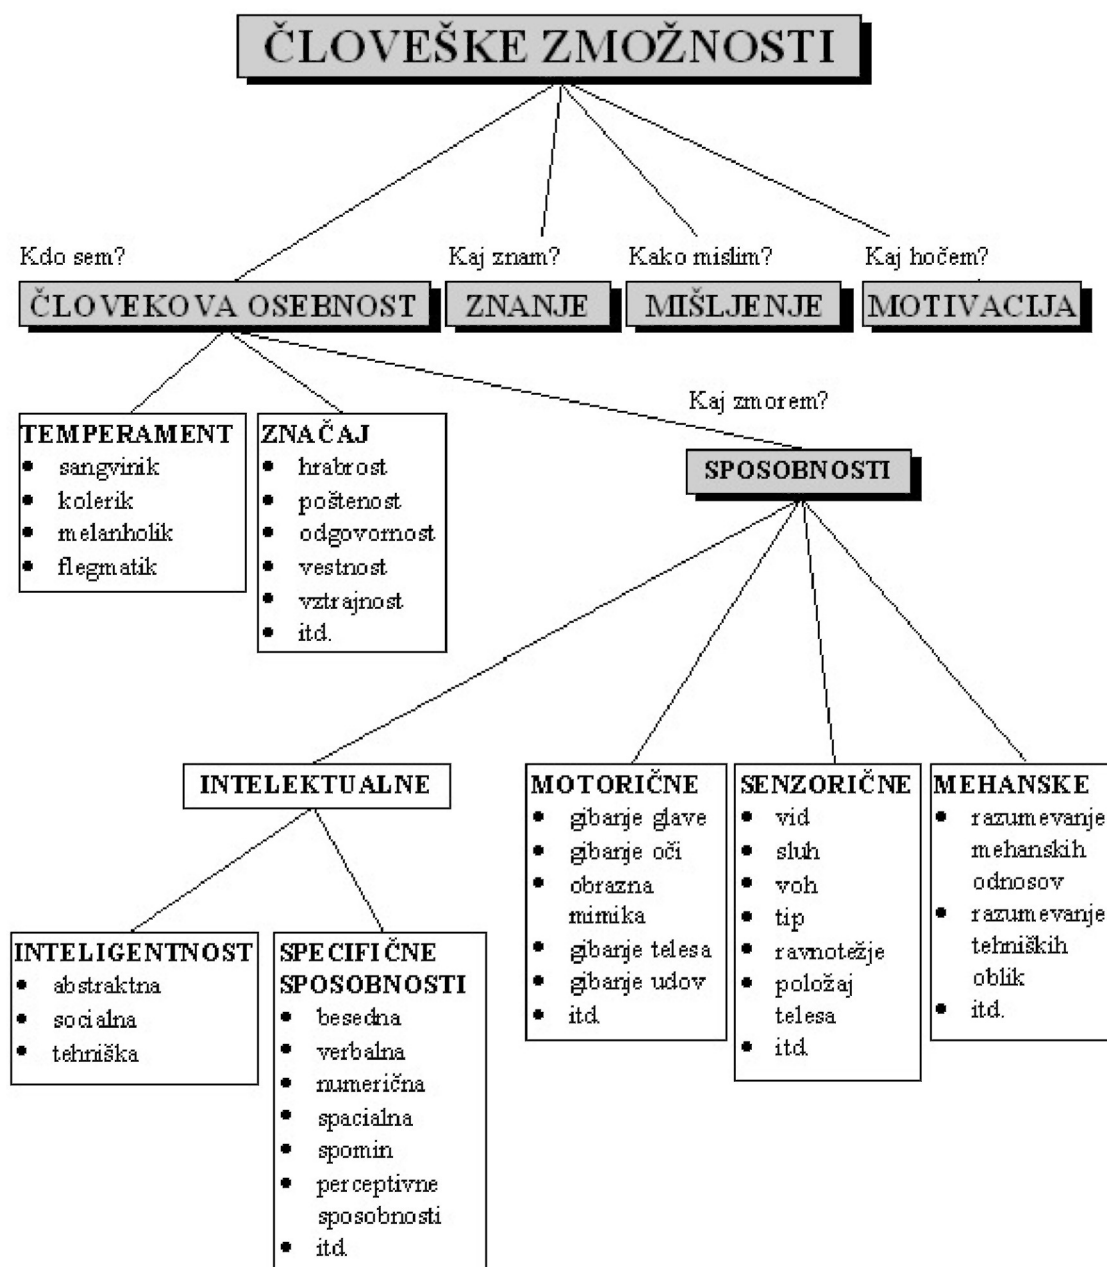 ČLOVEŠKE ZMOŽNOSTI
Kdo sem?
ČLOVEKOVA OSEBNOST
Kaj znam?
ZNANJE
Kako mislim?
MIŠLJENJE
Kaj hočem?
MOTIVACIJA
TEMPERAMENT
• sangvinik
• kolerik
• melanholik
• flegmatik
ZNAČAJ
• hrabrost
• poštenost
• odgovornost
• vestnost
• vztrajnost
• itd.
Kaj zmorem?
SPOSOBNOSTI
INTELEKTUALNE
INTELIGENTNOST
• abstraktna
• socialna
• tehniška
SPECIFIČNE
SPOSOBNOSTI
• besedna
• verbalna
• numerična
• spacialna
• spomin
• perceptivne
sposobnosti
• itd.
MOTORIČNE
• gibanje glave
• gibanje oči
• obrazna
mimika
• gibanje telesa
• gibanje udov
• itd.
SENZORIČNE
• vid
• sluh
• voh
• tip
• ravnotežje
• položaj
telesa
• itd.
MEHANSKE
• razumevanje
mehanskih
odnosov
• razumevanje
tehniških
oblik
• itd.